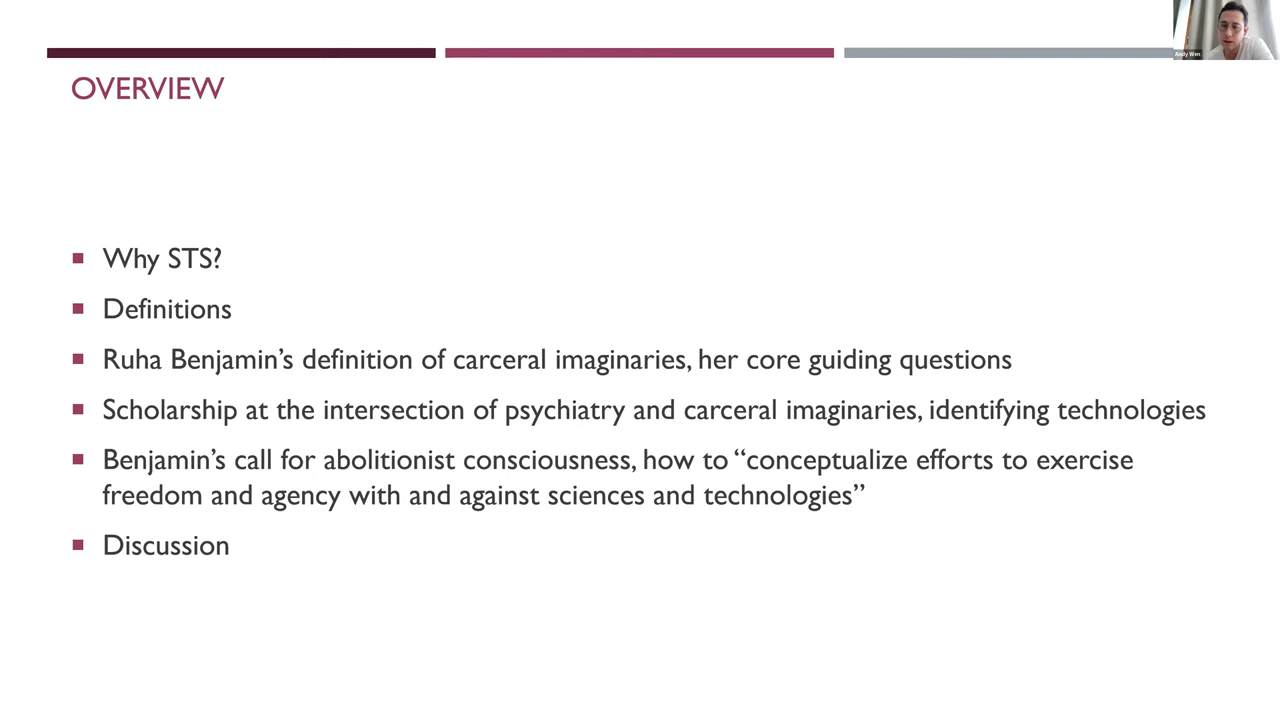 Andy Wen
OVERVIEW
Why STS?
Definitions
Ruha Benjamin's definition of carceral imaginaries, her core guiding questions
Scholarship at the intersection of psychiatry and carceral imaginaries, identifying technologies
Benjamin's call for abolitionist consciousness, how to “conceptualize efforts to exercise
freedom and agency with and against sciences and technologies”
Discussion